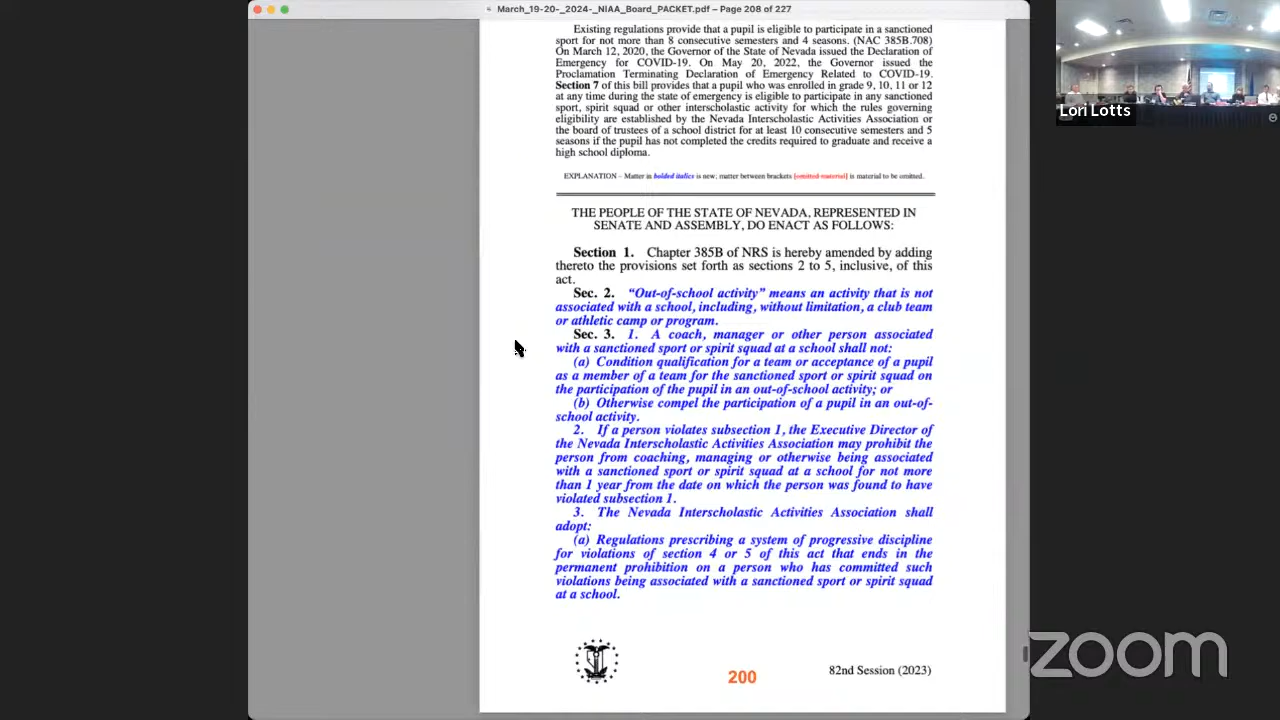 March_19-20-_2024-_NIAA_Board_PACKET.pdf – Page 208 of 227
Existing regulations provide that a pupil is eligible to participate in a sanctioned
sport for not more than 8 consecutive semesters and 4 seasons. (NAC 385B.708)
On March 12, 2020, the Governor of the State of Nevada issued the Declaration of
Emergency for COVID-19. On May 20, 2022, the Governor issued the
Proclamation Terminating Declaration of Emergency Related to COVID-19.
Section 7 of this bill provides that a pupil who was enrolled in grade 9, 10, 11 or 12
at any time during the state of emergency is eligible to participate in any sanctioned
sport, spirit squad or other interscholastic activity for which the rules governing
eligibility are established by the Nevada Interscholastic Activities Association or
the board of trustees of a school district for at least 10 consecutive semesters and 5
seasons if the pupil has not completed the credits required to graduate and receive a
high school diploma.
EXPLANATION – Matter in bolded italics is new; matter between brackets [omitted material] is material to be omitted.
THE PEOPLE OF THE STATE OF NEVADA, REPRESENTED IN
SENATE AND ASSEMBLY, DO ENACT AS FOLLOWS:
Section 1. Chapter 385B of NRS is hereby amended by adding
thereto the provisions set forth as sections 2 to 5, inclusive, of this
act.
Sec. 2. “Out-of-school activity” means an activity that is not
associated with a school, including, without limitation, a club team
or athletic camp or program.
Sec. 3. 1. A coach, manager or other person associated
with a sanctioned sport or spirit squad at a school shall not:
(a) Condition qualification for a team or acceptance of a pupil
as a member of a team for the sanctioned sport or spirit squad on
the participation of the pupil in an out-of-school activity; or
(b) Otherwise compel the participation of a pupil in an out-of-
school activity.
2. If a person violates subsection 1, the Executive Director of
the Nevada Interscholastic Activities Association may prohibit the
person from coaching, managing or otherwise being associated
with a sanctioned sport or spirit squad at a school for not more
than 1 year from the date on which the person was found to have
violated subsection 1.
3. The Nevada Interscholastic Activities Association shall
adopt:
(a) Regulations prescribing a system of progressive discipline
for violations of section 4 or 5 of this act that ends in the
permanent prohibition on a person who has committed such
violations being associated with a sanctioned sport or spirit squad
at a school.
200
82nd Session (2023)
Lori Lotts
zoom